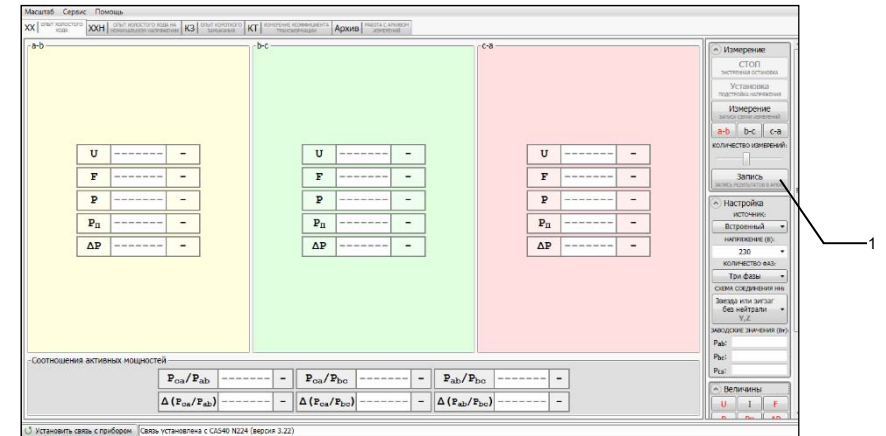 Масштаб Сервис Помощь
ХХ ОПЫТ ХОЛОСТОГО ХОДА ХХН ОПЫТ ХОЛОСТОГО ХОДА НА НОМИНАЛЬНОМ НАПРЯЖЕНИИ КЗ ОПЫТ КОРОТКОГО ЗАМЫКАНИЯ КТ ИЗМЕРЕНИЕ КОЭФФИЦИЕНТА ТРАНСФОРМАЦИИ Архив РАБОТА С АРХИВОМ ИЗМЕРЕНИЙ
a-b
U ------- -
F ------- -
P ------- -
Pп ------- -
ΔP ------- -
b-c
U ------- -
F ------- -
P ------- -
Pп ------- -
ΔP ------- -
c-a
U ------- -
F ------- -
P ------- -
Pп ------- -
ΔP ------- -
Соотношения активных мощностей
Pca/Pab ------- - Pca/Pbc ------- - Pab/Pbc ------- -
Δ(Pca/Pab) ------- - Δ(Pca/Pbc) ------- - Δ(Pab/Pbc) ------- -
Измерение
СТОП
ЭКСТРЕННАЯ ОСТАНОВКА
Установка
ПОДСТРОЙКА НАПРЯЖЕНИЯ
Измерение
ЗАПУСК СЕРИИ ИЗМЕРЕНИЙ
a-b b-c c-a
КОЛИЧЕСТВО ИЗМЕРЕНИЙ:
Запись
ЗАПИСЬ РЕЗУЛЬТАТОВ В АРХИВ
Настройка
ИСТОЧНИК:
Встроенный
НАПРЯЖЕНИЕ (В):
230
КОЛИЧЕСТВО ФАЗ:
Три фазы
СХЕМА СОЕДИНЕНИЯ НН:
Звезда или зигзаг
без нейтрали
Y,Z
ЗАВОДСКИЕ ЗНАЧЕНИЯ (Вт):
Pab:
Pbc:
Pca:
Величины
U I F
P Pп ΔP
Установить связь с прибором Связь установлена с CA540 N224 (версия 3.22)
1